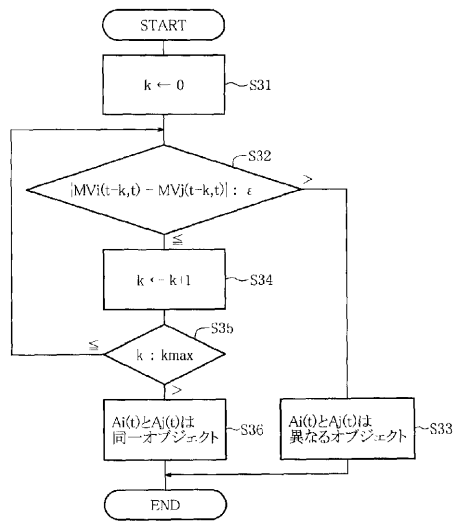 START
k ← 0
S31
S32
|MVi(t-k,t) - MVj(t-k,t)| : ε
>
≦
k ← k+1
S34
S35
≦
k : kmax
>
Ai(t)とAj(t)は
同一オブジェクト
S36
Ai(t)とAj(t)は
異なるオブジェクト
S33
END